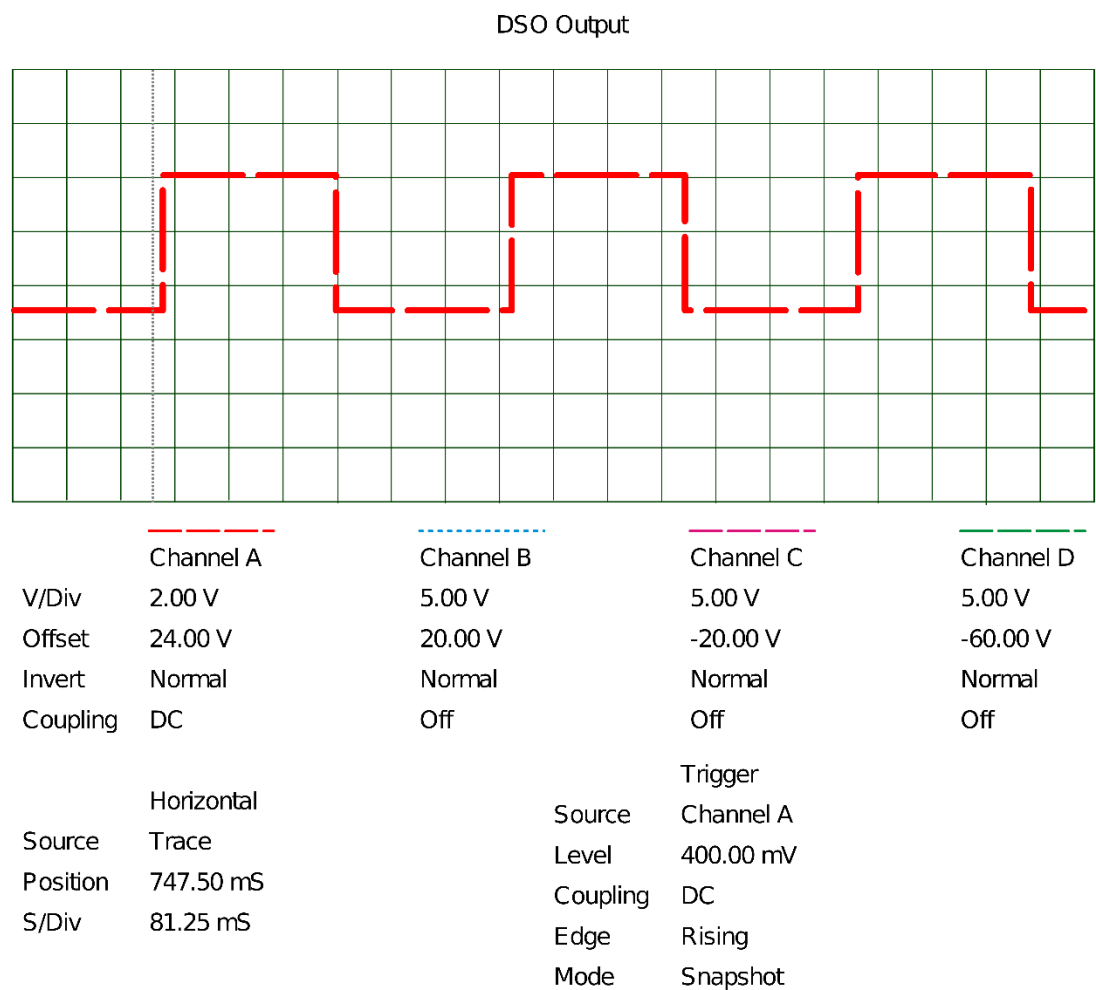 DSO Output
Channel A Channel B Channel C Channel D
V/Div 2.00 V 5.00 V 5.00 V 5.00 V
Offset 24.00 V 20.00 V -20.00 V -60.00 V
Invert Normal Normal Normal Normal
Coupling DC Off Off Off
Horizontal
Source Trace
Position 747.50 mS
S/Div 81.25 mS
Trigger
Source Channel A
Level 400.00 mV
Coupling DC
Edge Rising
Mode Snapshot